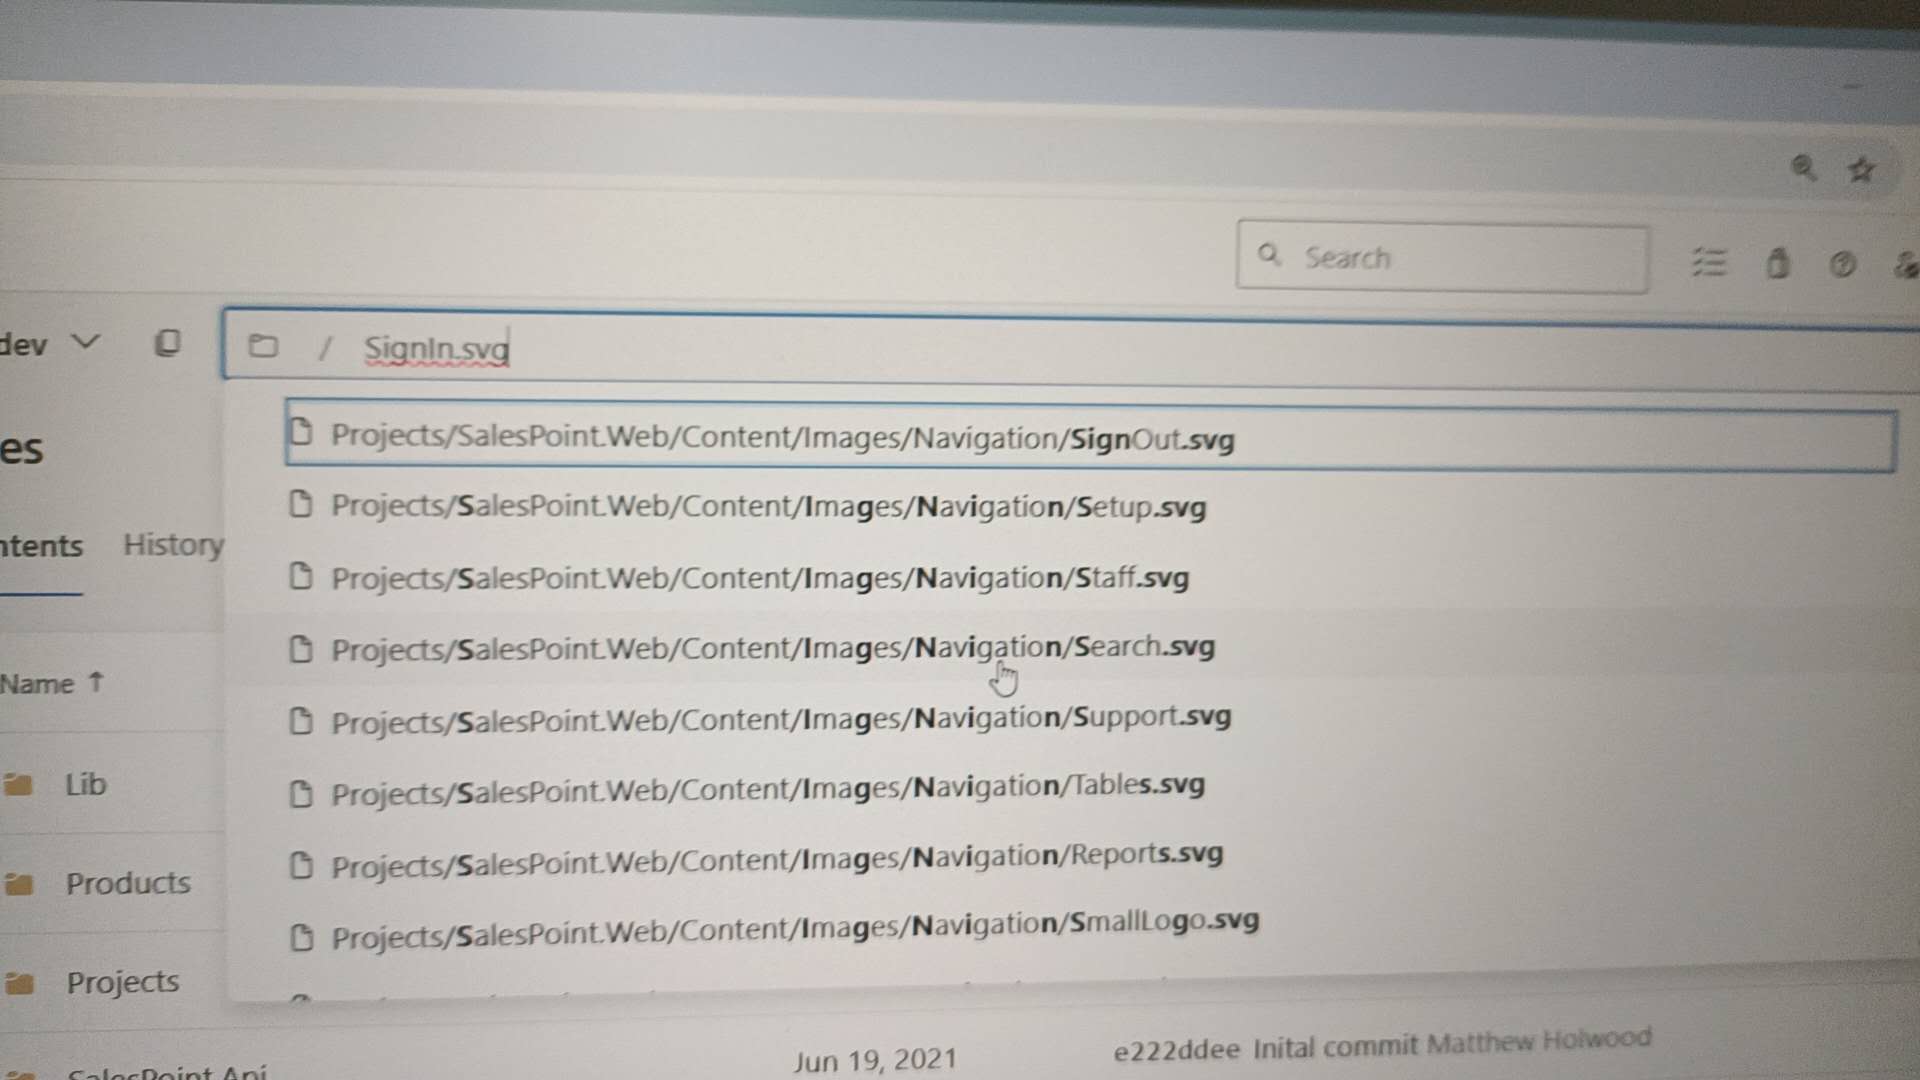 Search
dev
/ SignIn.svg
Projects/SalesPoint.Web/Content/Images/Navigation/SignOut.svg
es
Projects/SalesPoint.Web/Content/Images/Navigation/Setup.svg
ntents History
Projects/SalesPoint.Web/Content/Images/Navigation/Staff.svg
Projects/SalesPoint.Web/Content/Images/Navigation/Search.svg
Name ↑
Projects/SalesPoint.Web/Content/Images/Navigation/Support.svg
Lib
Projects/SalesPoint.Web/Content/Images/Navigation/Tables.svg
Products
Projects/SalesPoint.Web/Content/Images/Navigation/Reports.svg
Projects/SalesPoint.Web/Content/Images/Navigation/SmallLogo.svg
Projects
SalesPoint Api
Jun 19, 2021 e222ddee Inital commit Matthew Holwood